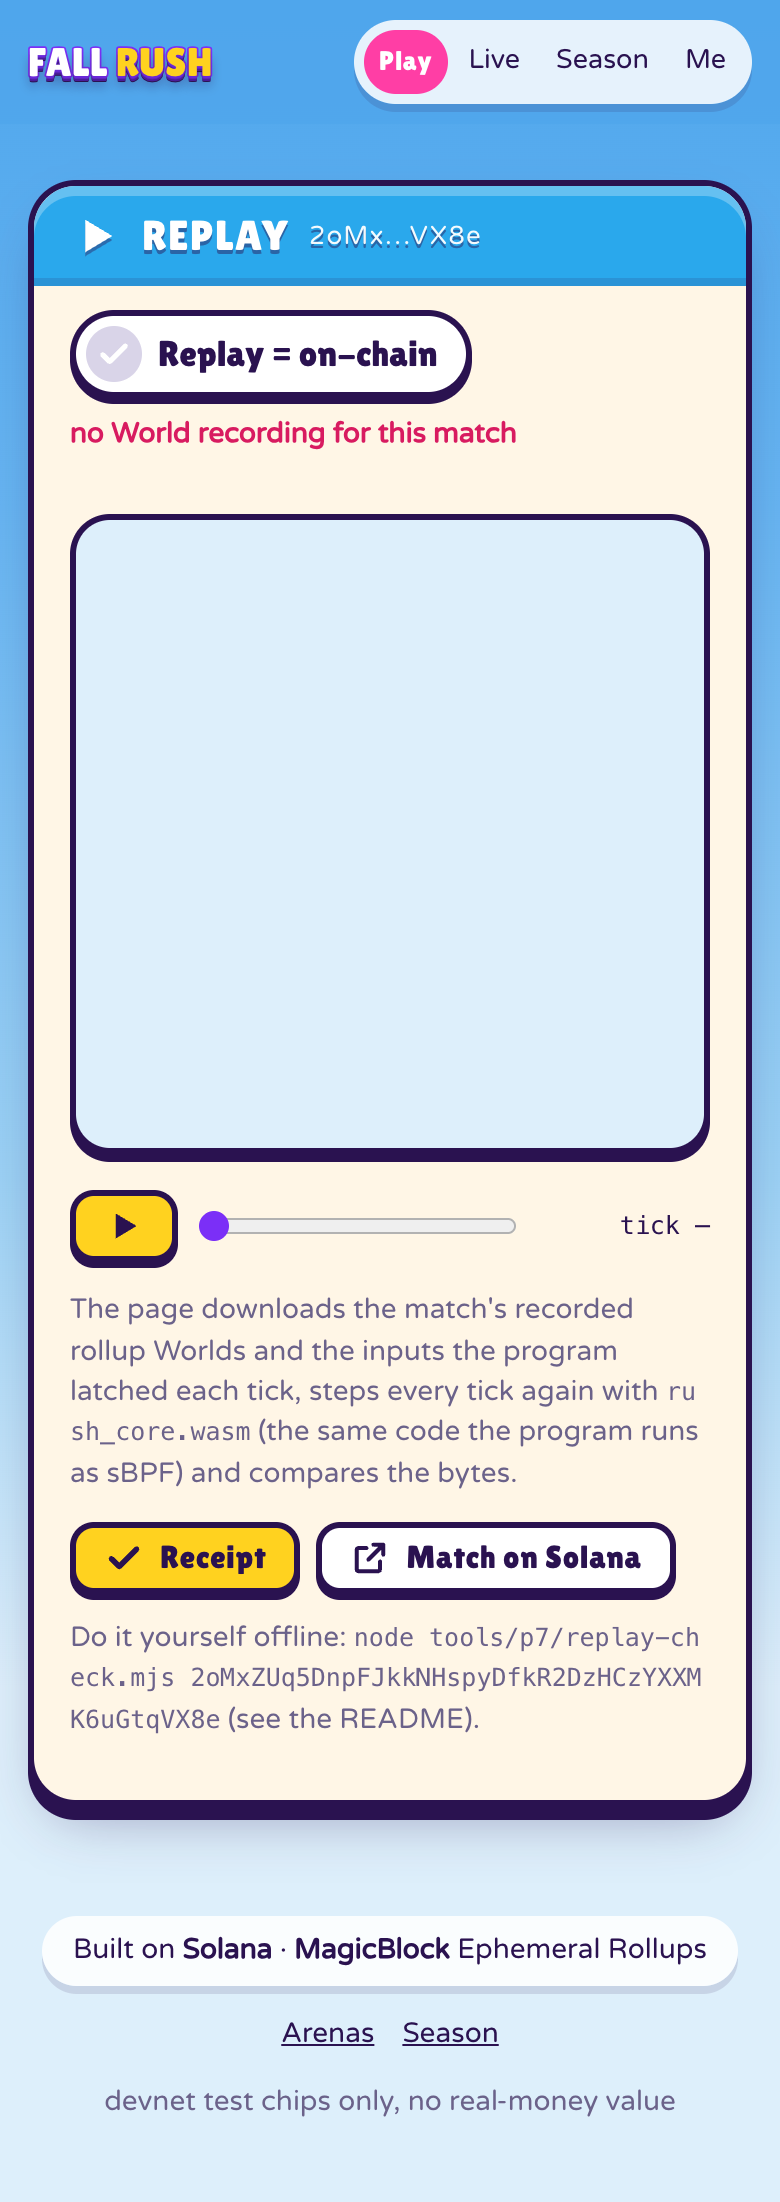 FALL RUSH
Play Live Season Me
REPLAY 2oMx...VX8e
Replay = on-chain
no World recording for this match
tick —
The page downloads the match's recorded
rollup Worlds and the inputs the program
latched each tick, steps every tick again with ru
sh_core.wasm (the same code the program runs
as sBPF) and compares the bytes.
Receipt
Match on Solana
Do it yourself offline: node tools/p7/replay-ch
eck.mjs 2oMxZUq5DnpFJkkNHspyDfkR2DzHCzYXXM
K6uGtqVX8e (see the README).
Built on Solana · MagicBlock Ephemeral Rollups
Arenas Season
devnet test chips only, no real-money value